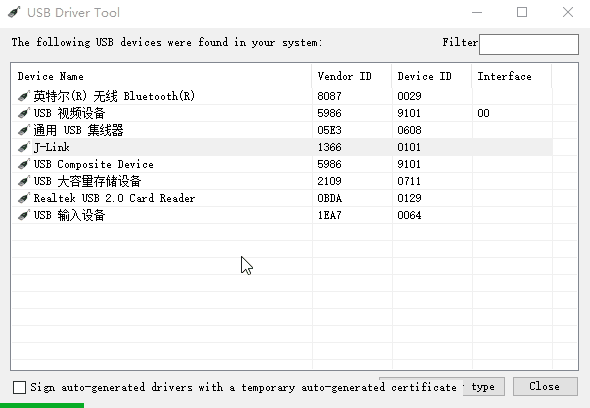 USB Driver Tool
The following USB devices were found in your system: Filter
Device Name Vendor ID Device ID Interface
英特尔(R) 无线 Bluetooth(R) 8087 0029
USB 视频设备 5986 9101 00
通用 USB 集线器 05E3 0608
J-Link 1366 0101
USB Composite Device 5986 9101
USB 大容量存储设备 2109 0711
Realtek USB 2.0 Card Reader 0BDA 0129
USB 输入设备 1EA7 0064
Sign auto-generated drivers with a temporary auto-generated certificate type Close